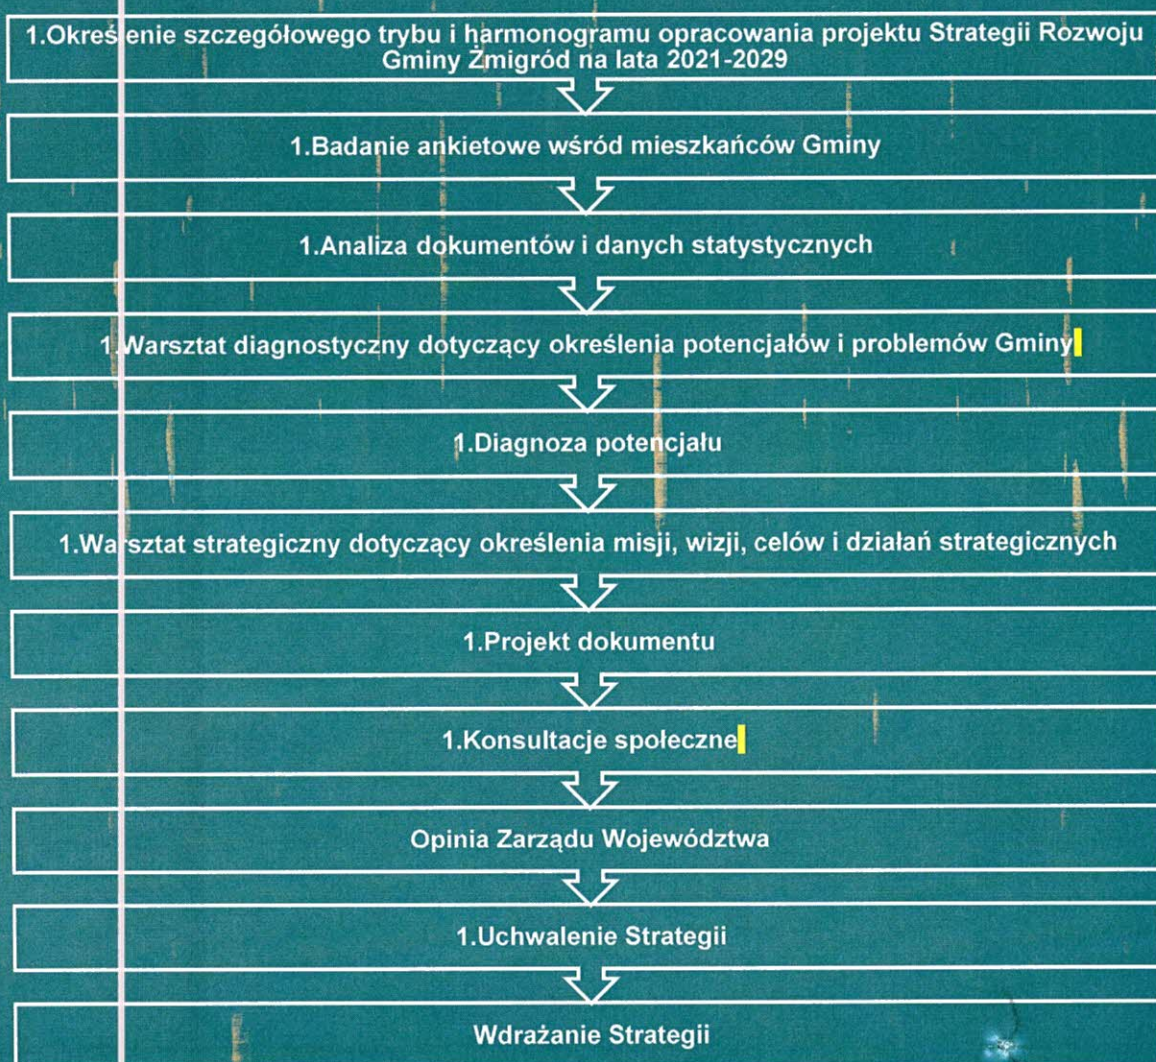 1.Określenie szczegółowego trybu i harmonogramu opracowania projektu Strategii Rozwoju
Gminy Żmigród na lata 2021-2029
1.Badanie ankietowe wśród mieszkańców Gminy
1.Analiza dokumentów i danych statystycznych
1.Warsztat diagnostyczny dotyczący określenia potencjałów i problemów Gminy
1.Diagnoza potencjału
1.Warsztat strategiczny dotyczący określenia misji, wizji, celów i działań strategicznych
1.Projekt dokumentu
1.Konsultacje społeczne
Opinia Zarządu Województwa
1.Uchwalenie Strategii
Wdrażanie Strategii